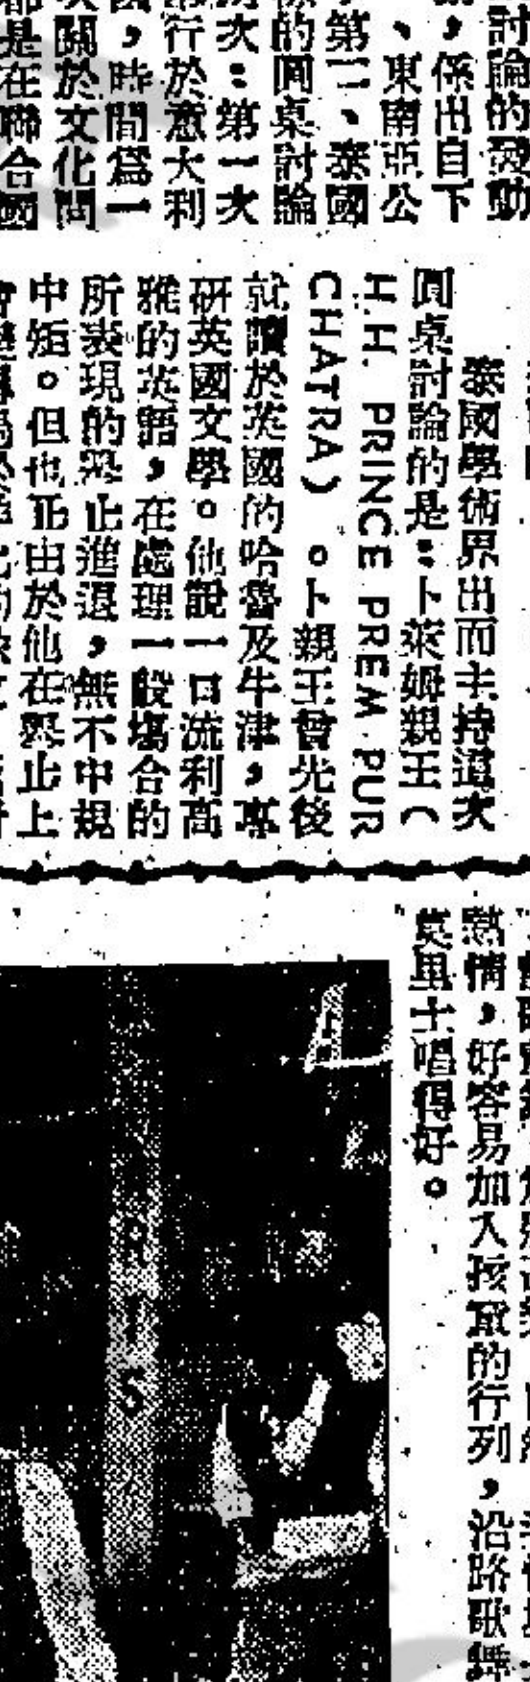 討論的發動
，係出自下
、東南亞公
第二、泰國
的圓桌討論
次：第一次
行於意大利
，時間爲一
關於文化問
都是在聯合國
泰國學術界出而主持這次
圓桌討論的是：卜萊姆親王（
H.H. PRINCE PREM PUR
CHATRA）。卜親王曾先後
就讀於英國的哈魯及牛津，專
研英國文學。他說一口流利高
雅的英語，在處理一般場合的
所表現的舉止進退，無不中規
中矩。但也正由於他在舉止上
熱情，好容易加入孩童的行列，沿路歌舞
莫里士唱得好。